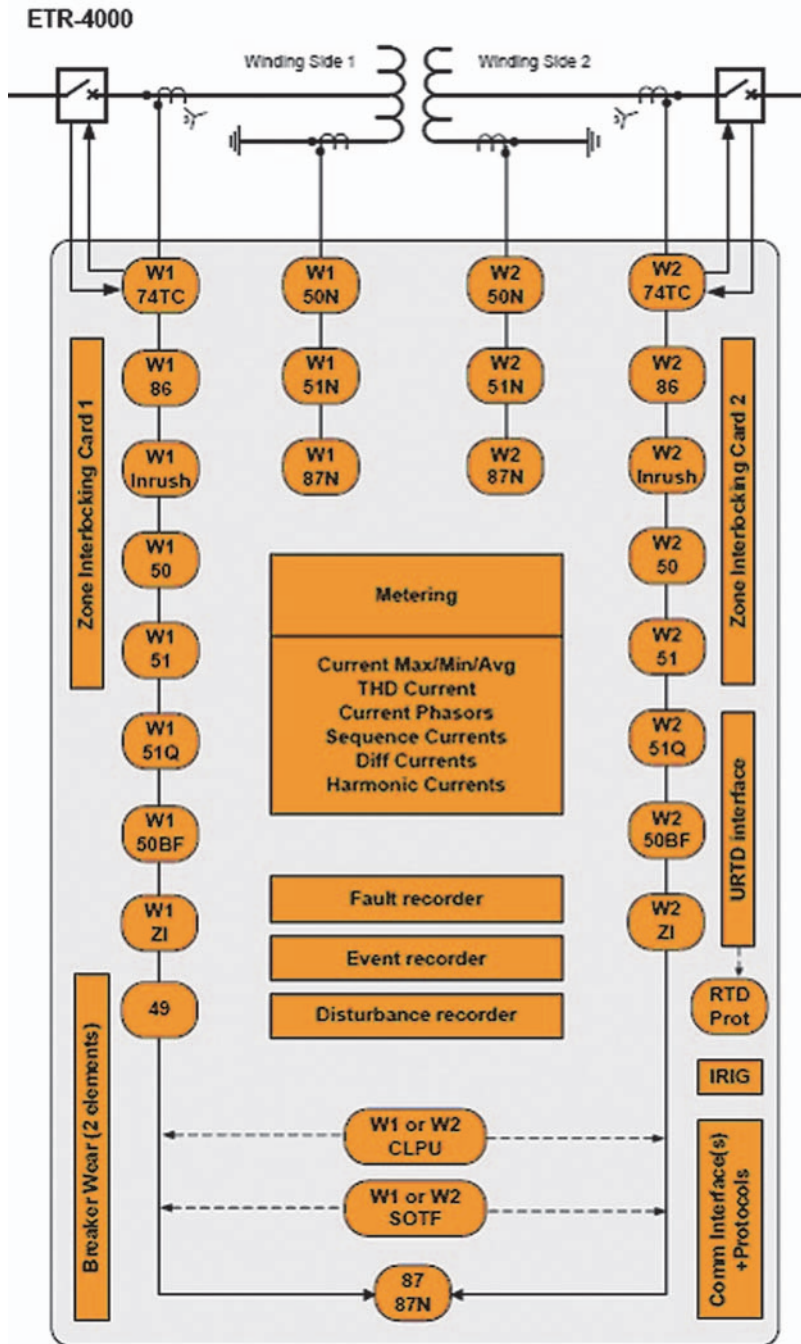 ETR-4000
Winding Side 1
Winding Side 2
W1
74TC
W1
50N
W2
50N
W2
74TC
Zone Interlocking Card 1
W1
86
W1
51N
W2
51N
W2
86
Zone Interlocking Card 2
W1
Inrush
W1
87N
W2
87N
W2
Inrush
W1
50
W2
50
Metering
W1
51
W2
51
Current Max/Min/Avg
THD Current
Current Phasors
Sequence Currents
Diff Currents
Harmonic Currents
W1
51Q
W2
51Q
URTD interface
W1
50BF
W2
50BF
Fault recorder
W1
ZI
W2
ZI
Event recorder
Breaker Wear (2 elements)
49
Disturbance recorder
RTD
Prot
IRIG
W1 or W2
CLPU
W1 or W2
SOTF
Comm Interface(s)
+Protocols
87
87N